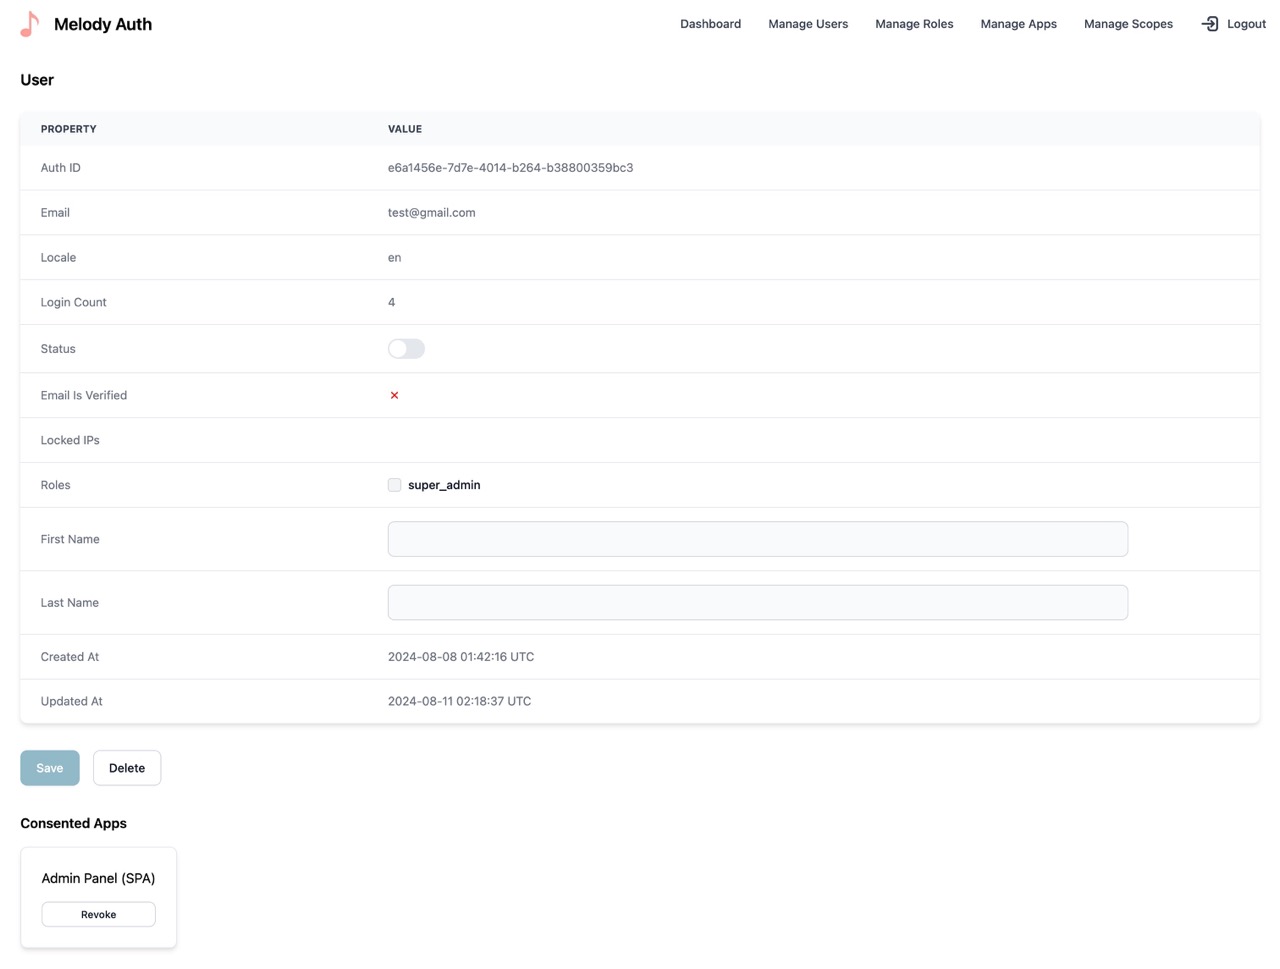 Melody Auth
Dashboard Manage Users Manage Roles Manage Apps Manage Scopes Logout
User
PROPERTY VALUE
Auth ID e6a1456e-7d7e-4014-b264-b38800359bc3
Email test@gmail.com
Locale en
Login Count 4
Status
Email Is Verified
Locked IPs
Roles super_admin
First Name
Last Name
Created At 2024-08-08 01:42:16 UTC
Updated At 2024-08-11 02:18:37 UTC
Save Delete
Consented Apps
Admin Panel (SPA)
Revoke